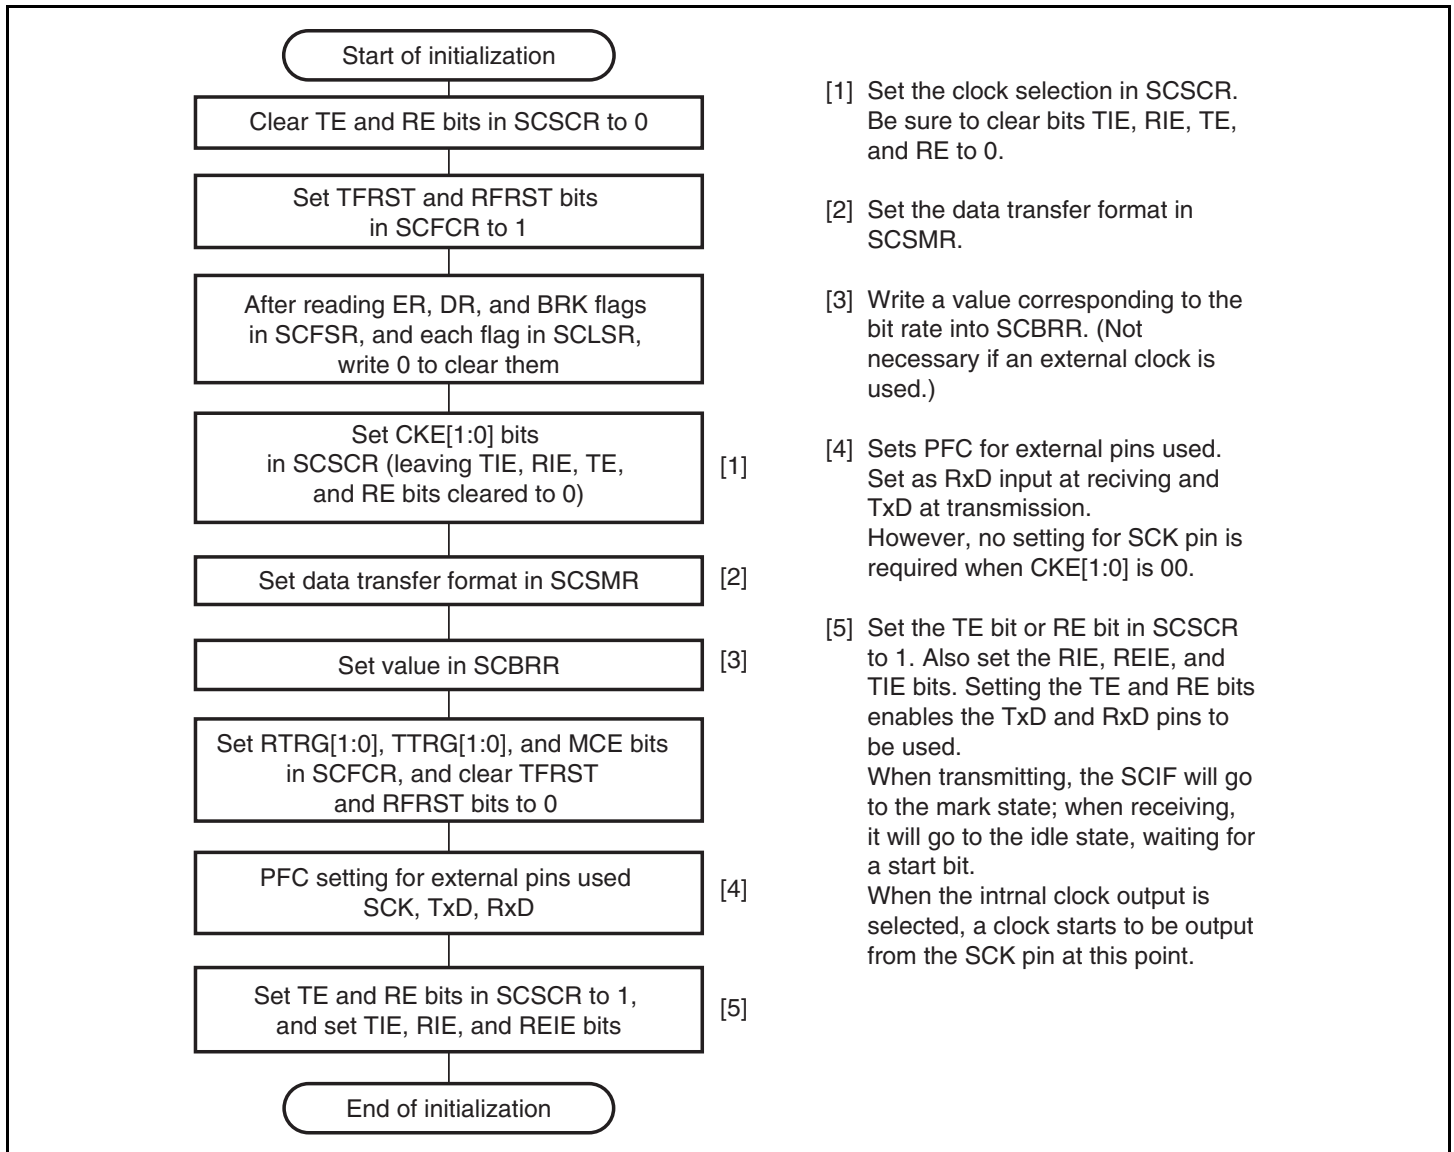 Start of initialization
Clear TE and RE bits in SCSCR to 0
Set TFRST and RFRST bits
in SCFCR to 1
After reading ER, DR, and BRK flags
in SCFSR, and each flag in SCLSR,
write 0 to clear them
Set CKE[1:0] bits
in SCSCR (leaving TIE, RIE, TE,
and RE bits cleared to 0)
[1]
Set data transfer format in SCSMR
[2]
Set value in SCBRR
[3]
Set RTRG[1:0], TTRG[1:0], and MCE bits
in SCFCR, and clear TFRST
and RFRST bits to 0
PFC setting for external pins used
SCK, TxD, RxD
[4]
Set TE and RE bits in SCSCR to 1,
and set TIE, RIE, and REIE bits
[5]
End of initialization
[1] Set the clock selection in SCSCR.
Be sure to clear bits TIE, RIE, TE,
and RE to 0.
[2] Set the data transfer format in
SCSMR.
[3] Write a value corresponding to the
bit rate into SCBRR. (Not
necessary if an external clock is
used.)
[4] Sets PFC for external pins used.
Set as RxD input at reciving and
TxD at transmission.
However, no setting for SCK pin is
required when CKE[1:0] is 00.
[5] Set the TE bit or RE bit in SCSCR
to 1. Also set the RIE, REIE, and
TIE bits. Setting the TE and RE bits
enables the TxD and RxD pins to
be used.
When transmitting, the SCIF will go
to the mark state; when receiving,
it will go to the idle state, waiting for
a start bit.
When the intrnal clock output is
selected, a clock starts to be output
from the SCK pin at this point.